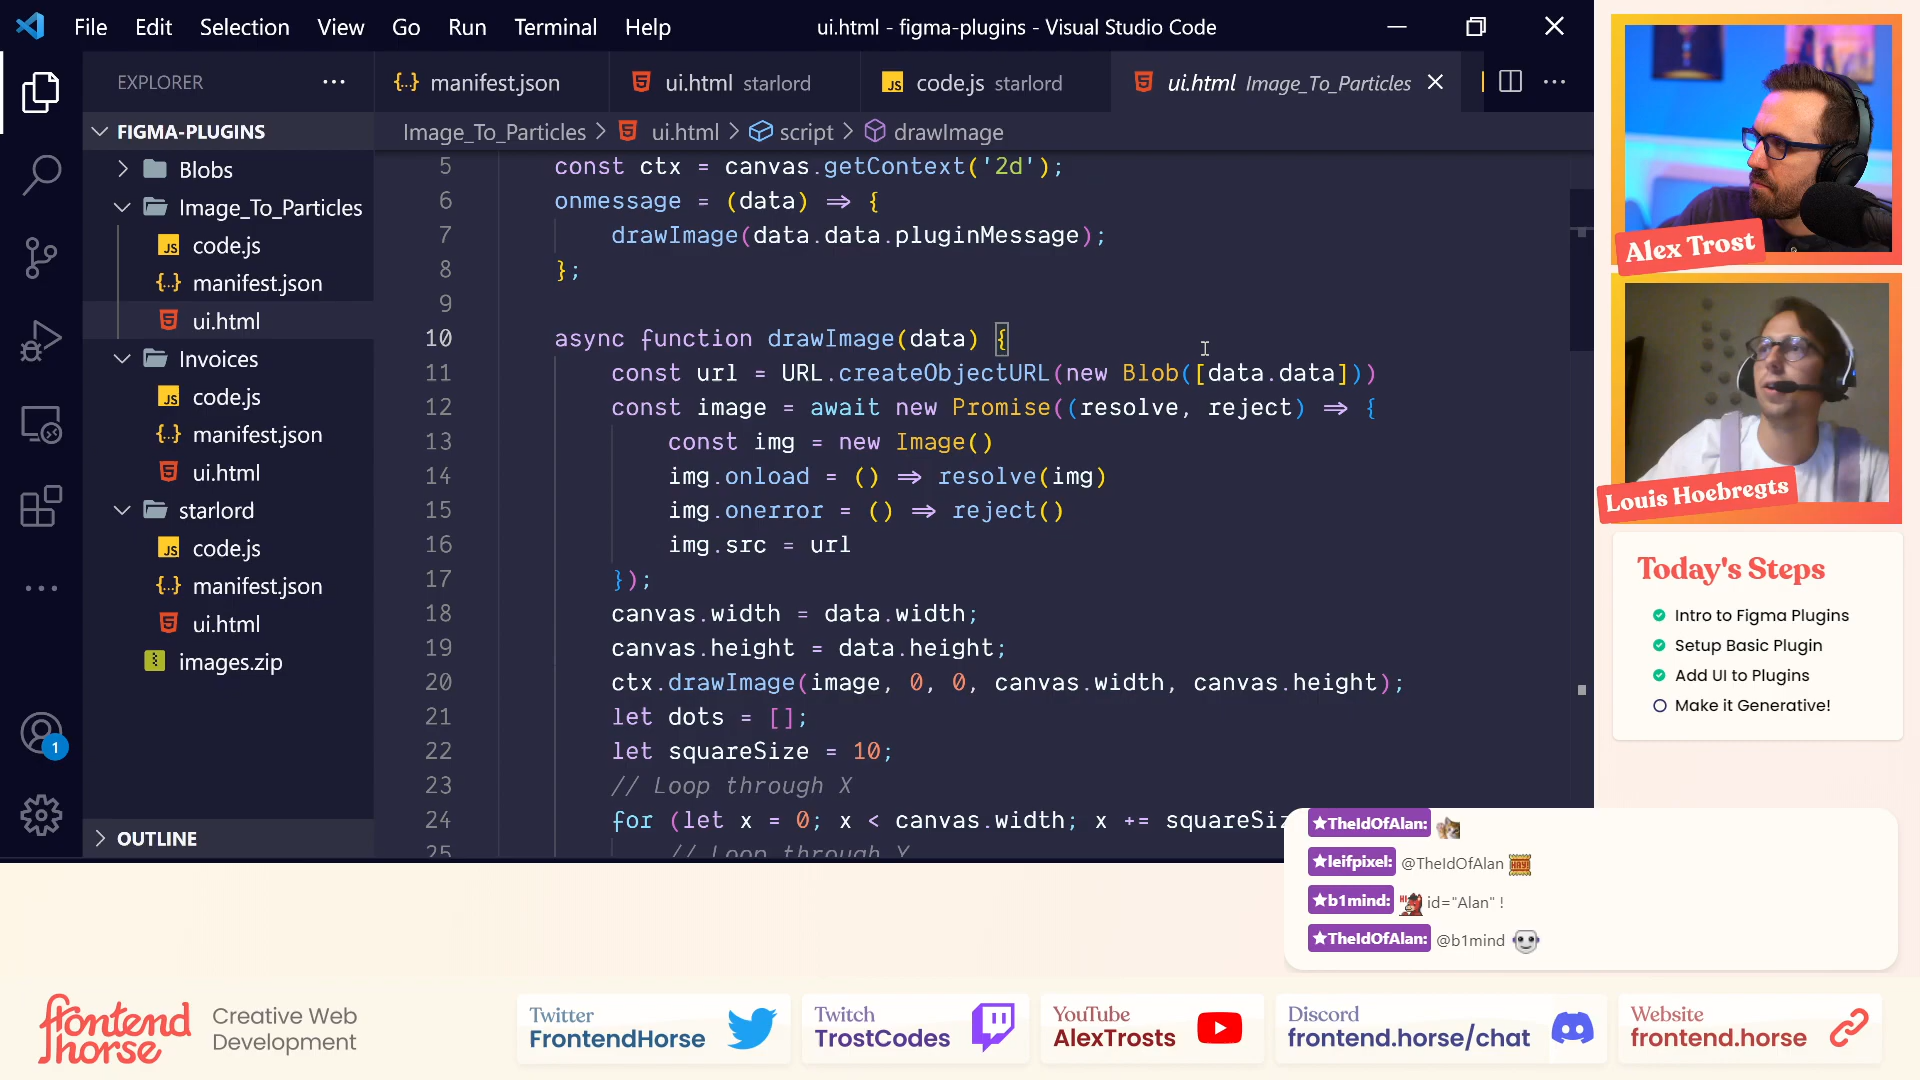 File Edit Selection View Go Run Terminal Help
ui.html - figma-plugins - Visual Studio Code
EXPLORER
manifest.json
ui.html starlord
code.js starlord
ui.html Image_To_Particles
Image_To_Particles > ui.html > script > drawImage
FIGMA-PLUGINS
Blobs
Image_To_Particles
code.js
manifest.json
ui.html
Invoices
code.js
manifest.json
ui.html
starlord
code.js
manifest.json
ui.html
images.zip
OUTLINE
1
5 const ctx = canvas.getContext('2d');
6 onmessage = (data) => {
7 drawImage(data.data.pluginMessage);
8 };
9
10 async function drawImage(data) {
11 const url = URL.createObjectURL(new Blob([data.data]))
12 const image = await new Promise((resolve, reject) => {
13 const img = new Image()
14 img.onload = () => resolve(img)
15 img.onerror = () => reject()
16 img.src = url
17 });
18 canvas.width = data.width;
19 canvas.height = data.height;
20 ctx.drawImage(image, 0, 0, canvas.width, canvas.height);
21 let dots = [];
22 let squareSize = 10;
23 // Loop through X
24 for (let x = 0; x < canvas.width; x += squareSiz
25 // Loop through Y
Alex Trost
Louis Hoebregts
Today's Steps
Intro to Figma Plugins
Setup Basic Plugin
Add UI to Plugins
Make it Generative!
★TheIdOfAlan:
★leifpixel: @TheIdOfAlan HAY!
★b1mind: HI id="Alan" !
★TheIdOfAlan: @b1mind
frontend
horse
Creative Web
Development
Twitter
FrontendHorse
Twitch
TrostCodes
YouTube
AlexTrosts
Discord
frontend.horse/chat
Website
frontend.horse